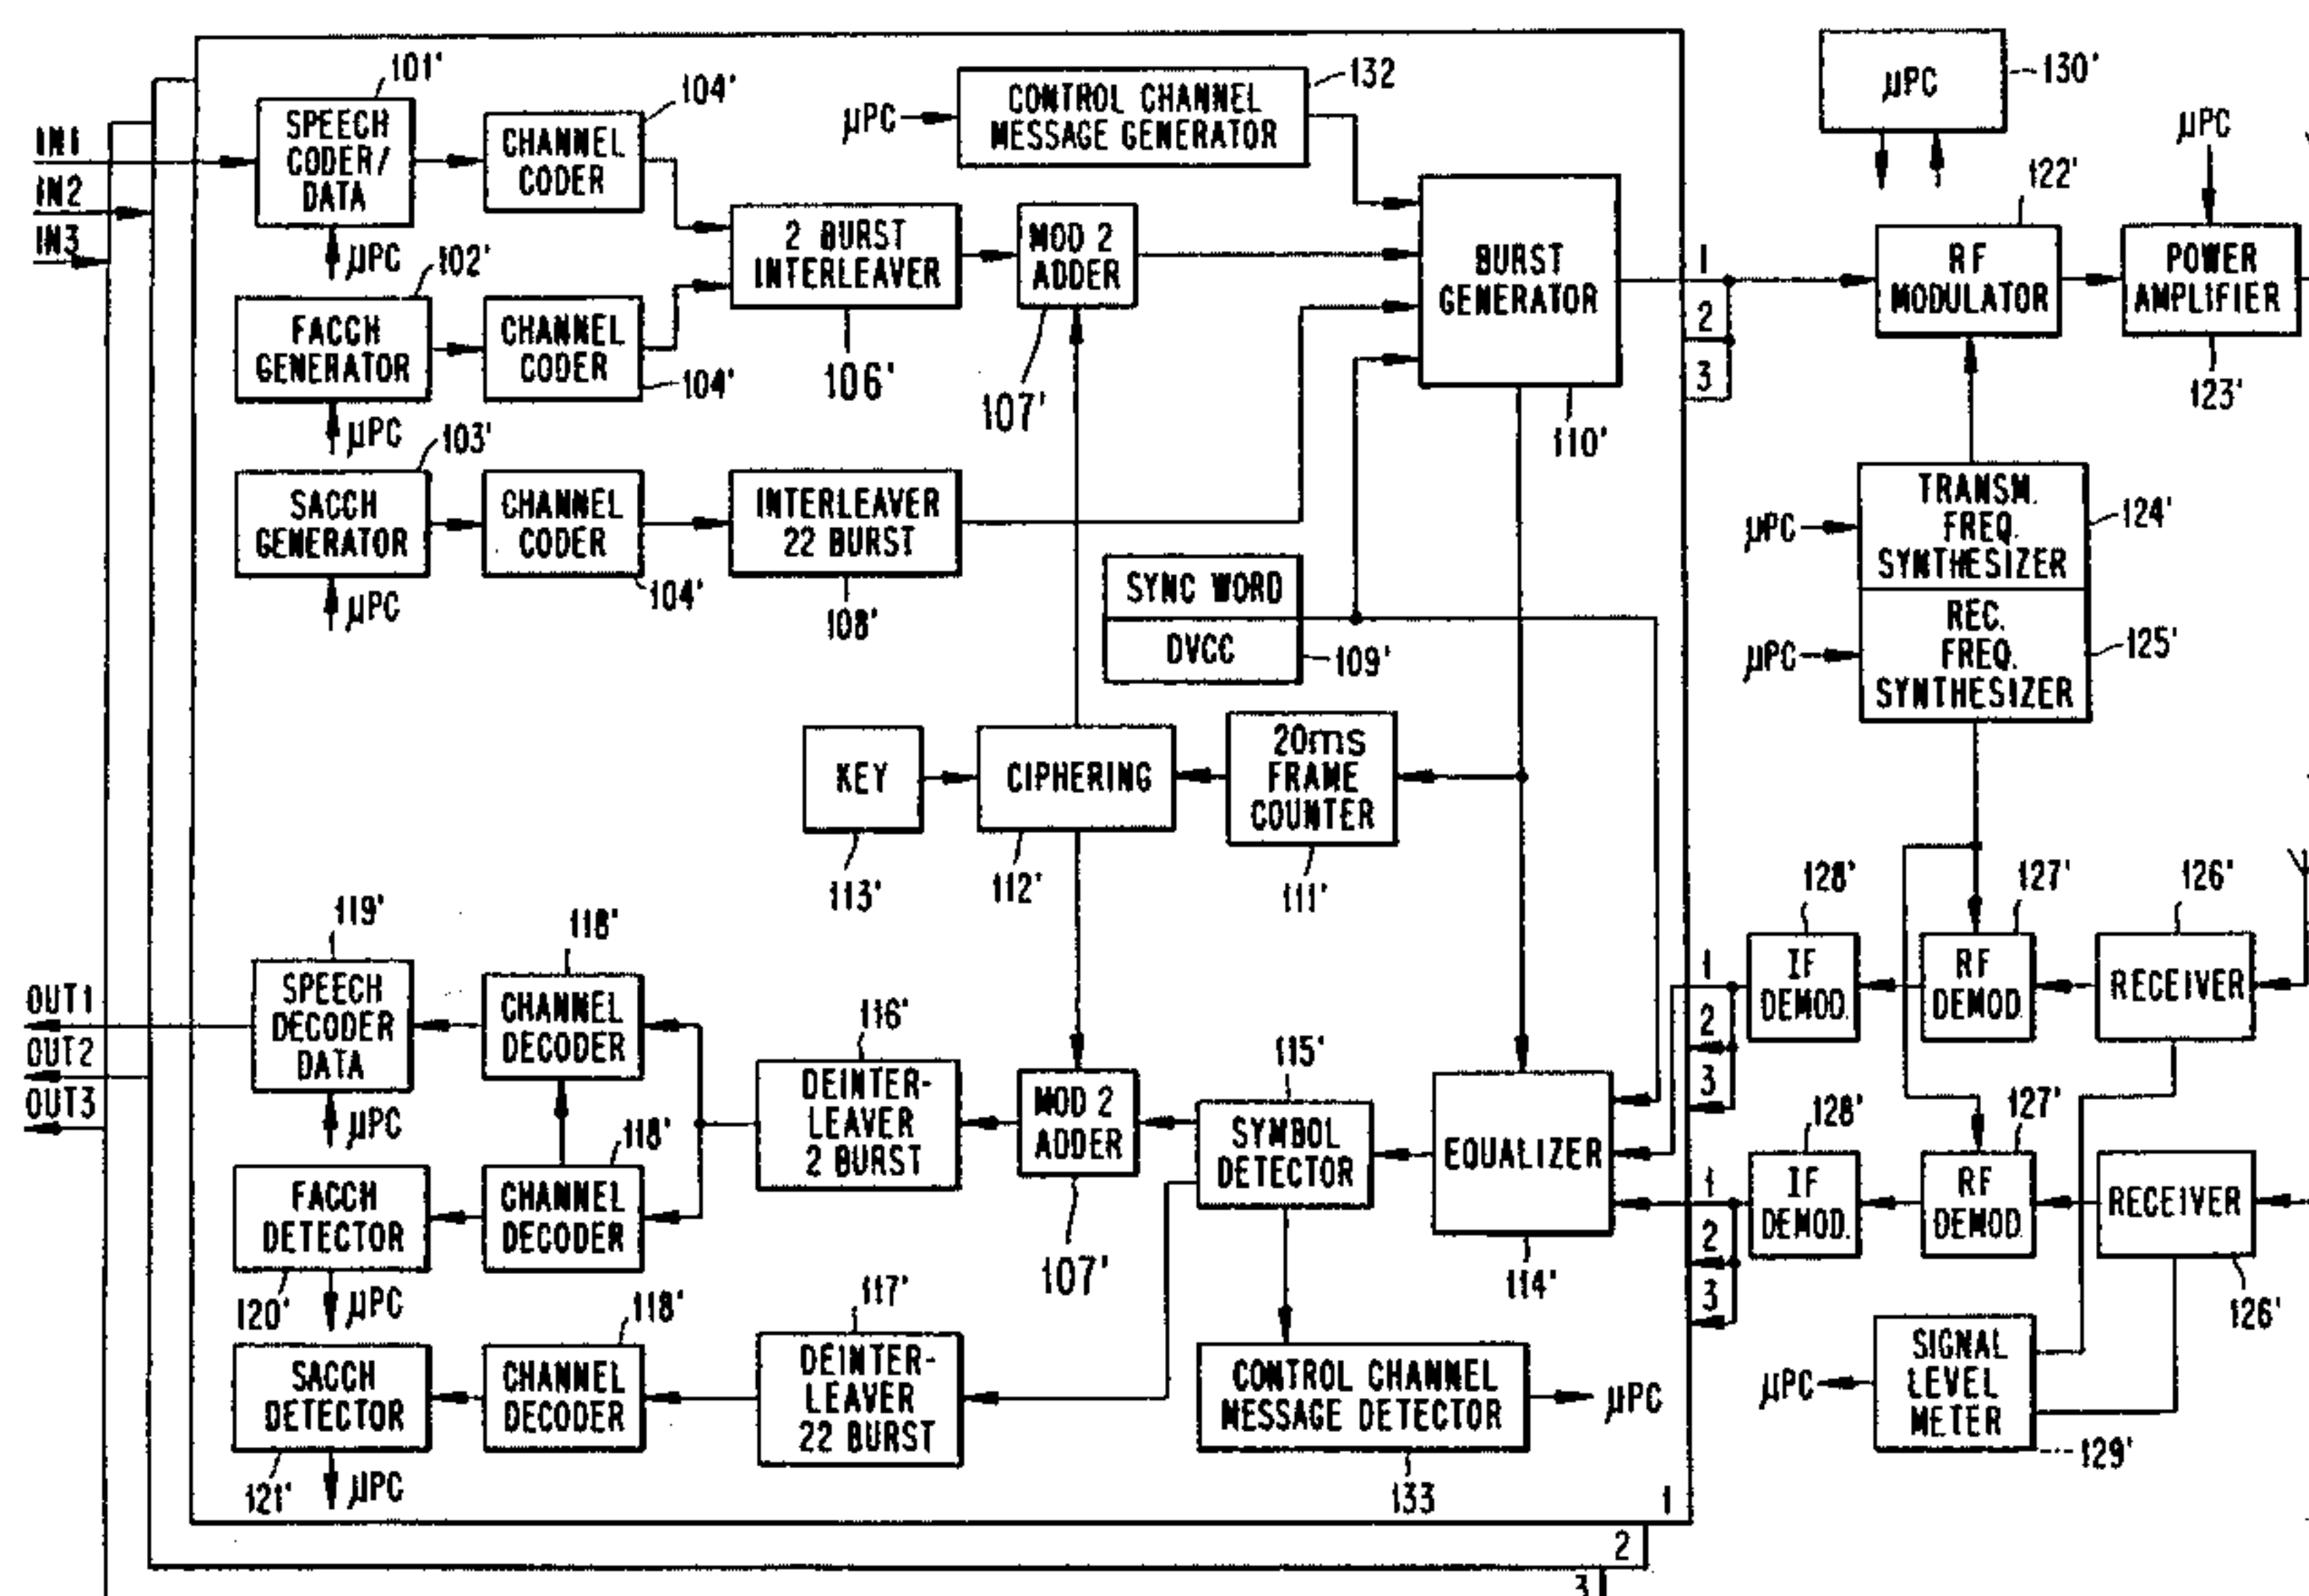 101'
104'
132
130'
IN1
IN2
IN3
SPEECH
CODER/
DATA
CHANNEL
CODER
µPC
CONTROL CHANNEL
MESSAGE GENERATOR
µPC
µPC
122'
µPC
102'
2 BURST
INTERLEAVER
MOD 2
ADDER
BURST
GENERATOR
1
2
3
RF
MODULATOR
POWER
AMPLIFIER
FACCH
GENERATOR
CHANNEL
CODER
104'
106'
107'
110'
123'
µPC
103'
SACCH
GENERATOR
CHANNEL
CODER
INTERLEAVER
22 BURST
µPC
104'
108'
SYNC WORD
DVCC
109'
µPC
TRANSM.
FREQ.
SYNTHESIZER
124'
µPC
REC.
FREQ.
SYNTHESIZER
125'
KEY
CIPHERING
20ms
FRAME
COUNTER
113'
112'
111'
119'
118'
128'
127'
126'
OUT1
OUT2
OUT3
SPEECH
DECODER
DATA
CHANNEL
DECODER
116'
115'
1
2
3
IF
DEMOD.
RF
DEMOD.
RECEIVER
µPC
118'
DEINTER-
LEAVER
2 BURST
MOD 2
ADDER
SYMBOL
DETECTOR
EQUALIZER
128'
127'
FACCH
DETECTOR
CHANNEL
DECODER
1
2
3
IF
DEMOD.
RF
DEMOD.
RECEIVER
120'
µPC
118'
117'
107'
114'
126'
SACCH
DETECTOR
CHANNEL
DECODER
DEINTER-
LEAVER
22 BURST
CONTROL CHANNEL
MESSAGE DETECTOR
µPC
µPC
SIGNAL
LEVEL
METER
129'
121'
µPC
133
1
2
3